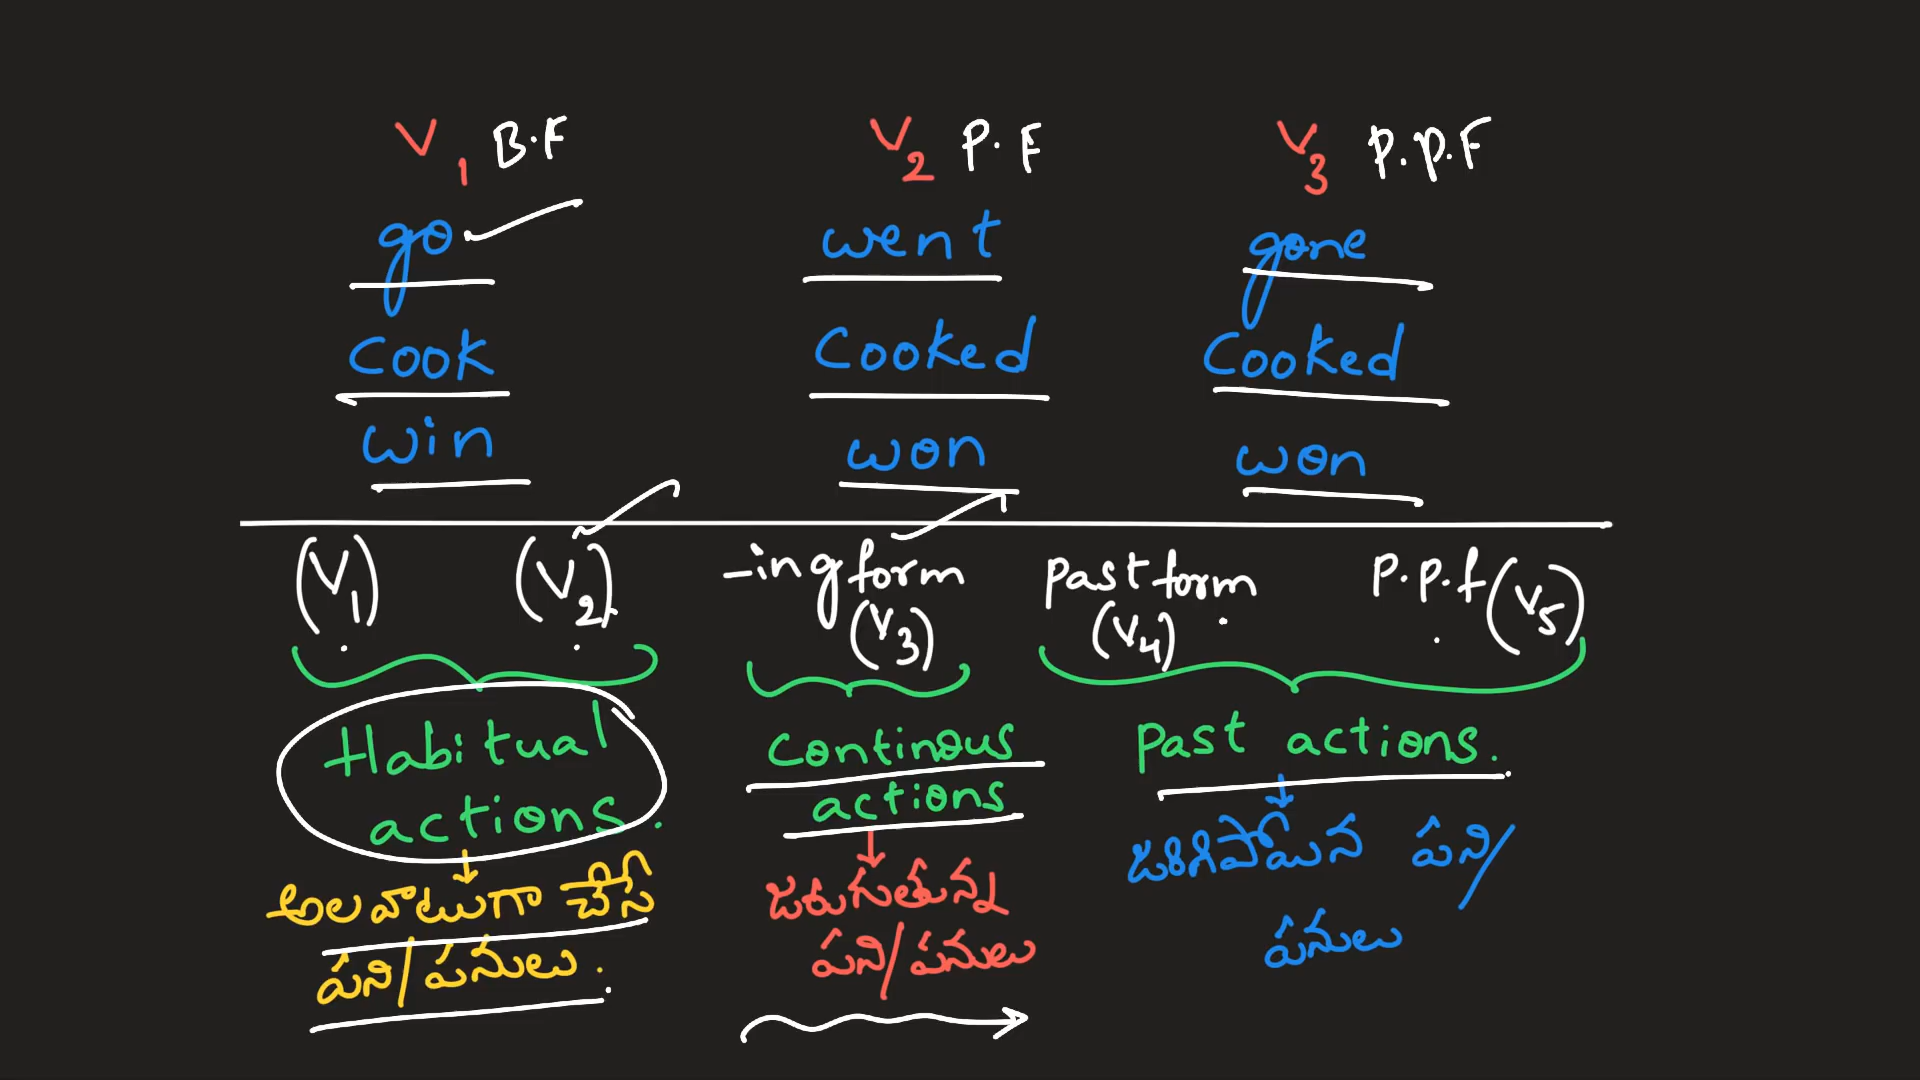 V1 B.F V2 P.F V3 P.P.F
go went gone
cook cooked cooked
win won won
(V1) (V2) -ing form (V3) past form (V4) p.p.f (V5)
Habitual actions.
continous actions
past actions.
అలవాటుగా చేసే
పని/పనులు.
జరుగుతున్న
పని/పనులు
జరిగిపోయిన పని/
పనులు